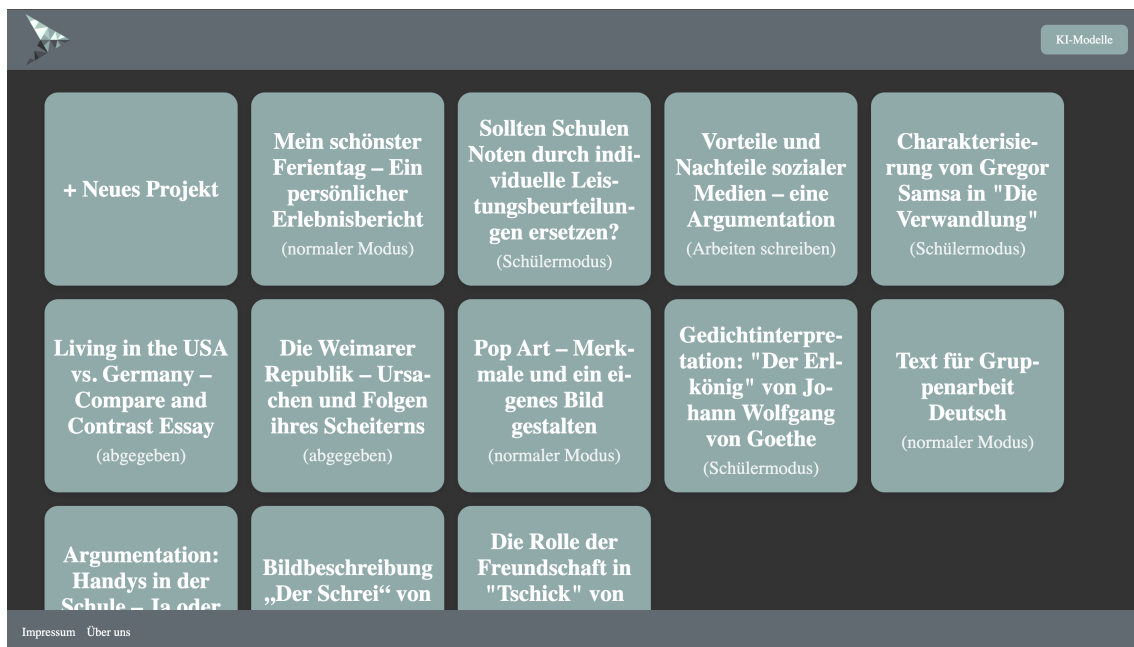 KI-Modelle
+ Neues Projekt
Mein schönster
Ferientag – Ein
persönlicher
Erlebnisbericht
(normaler Modus)
Sollten Schulen
Noten durch indi-
viduelle Leis-
tungsbeurteilun-
gen ersetzen?
(Schülermodus)
Vorteile und
Nachteile sozialer
Medien – eine
Argumentation
(Arbeiten schreiben)
Charakterisie-
rung von Gregor
Samsa in "Die
Verwandlung"
(Schülermodus)
Living in the USA
vs. Germany –
Compare and
Contrast Essay
(abgegeben)
Die Weimarer
Republik – Ursa-
chen und Folgen
ihres Scheiterns
(abgegeben)
Pop Art – Merk-
male und ein ei-
genes Bild
gestalten
(normaler Modus)
Gedichtinterpre-
tation: "Der Erl-
könig" von Jo-
hann Wolfgang
von Goethe
(Schülermodus)
Text für Grup-
penarbeit
Deutsch
(normaler Modus)
Argumentation:
Handys in der
Schule – Ja oder
Bildbeschreibung
„Der Schrei“ von
Die Rolle der
Freundschaft in
"Tschick" von
Impressum Über uns